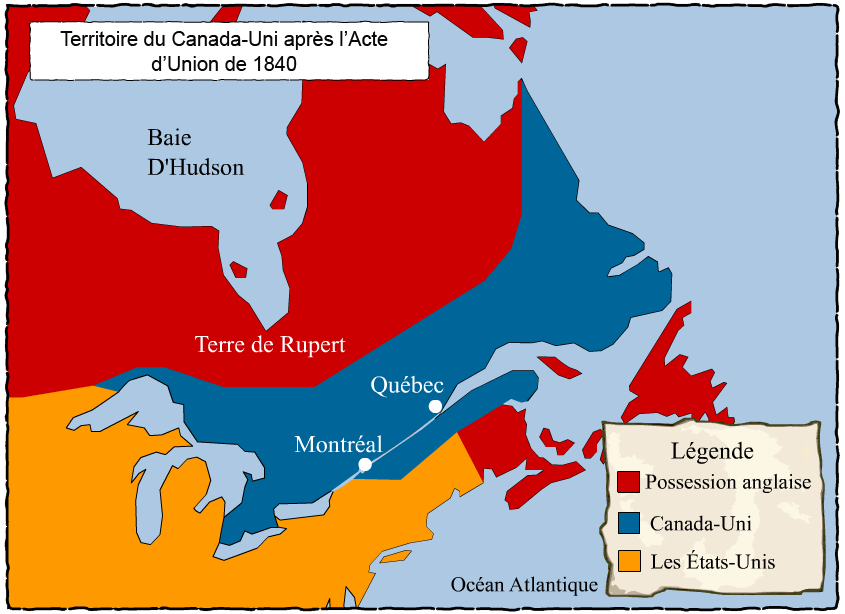 Territoire du Canada-Uni après l’Acte
d’Union de 1840
Baie
D'Hudson
Terre de Rupert
Québec
Montréal
Légende
Possession anglaise
Canada-Uni
Les États-Unis
Océan Atlantique